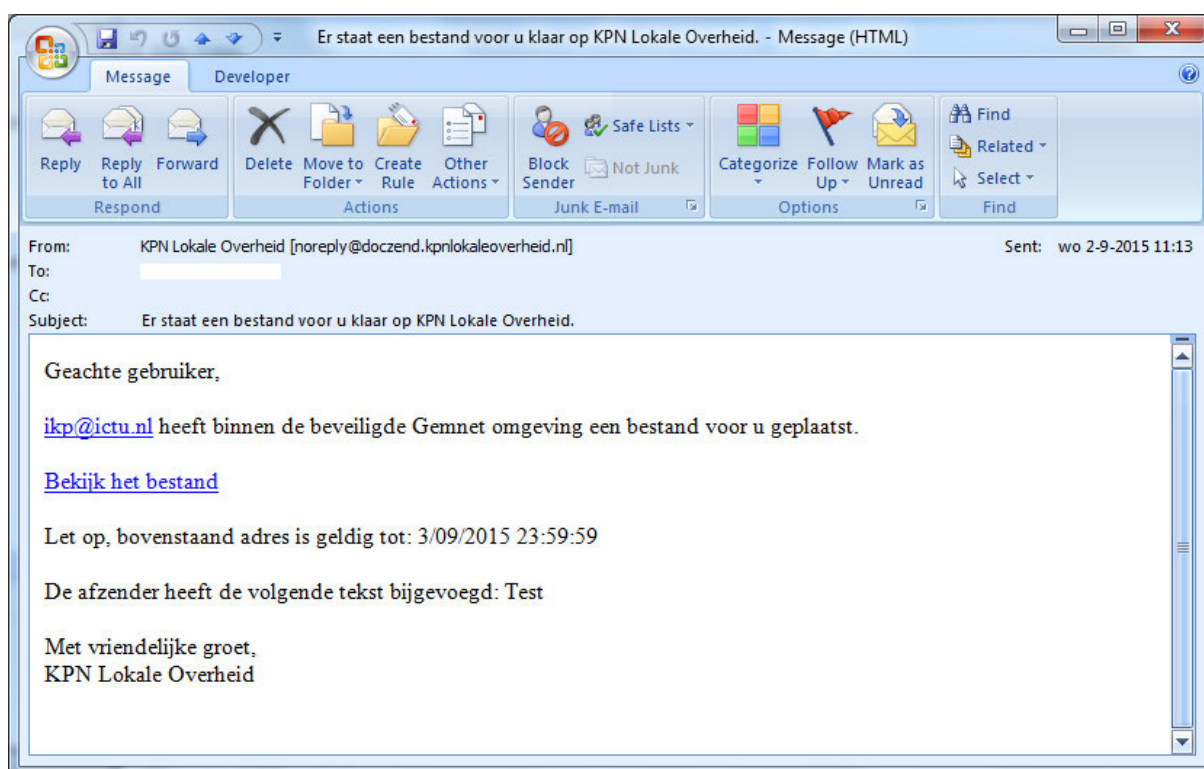 Er staat een bestand voor u klaar op KPN Lokale Overheid. - Message (HTML)
Message Developer
Reply Reply to All Forward
Respond
Delete Move to Folder Create Rule Other Actions
Actions
Block Sender Safe Lists Not Junk
Junk E-mail
Categorize Follow Up Mark as Unread
Options
Find
Related
Select
Find
From: KPN Lokale Overheid [noreply@doczend.kpnlokaleoverheid.nl] Sent: wo 2-9-2015 11:13
To:
Cc:
Subject: Er staat een bestand voor u klaar op KPN Lokale Overheid.
Geachte gebruiker,
ikp@ictu.nl heeft binnen de beveiligde Gemnet omgeving een bestand voor u geplaatst.
Bekijk het bestand
Let op, bovenstaand adres is geldig tot: 3/09/2015 23:59:59
De afzender heeft de volgende tekst bijgevoegd: Test
Met vriendelijke groet,
KPN Lokale Overheid